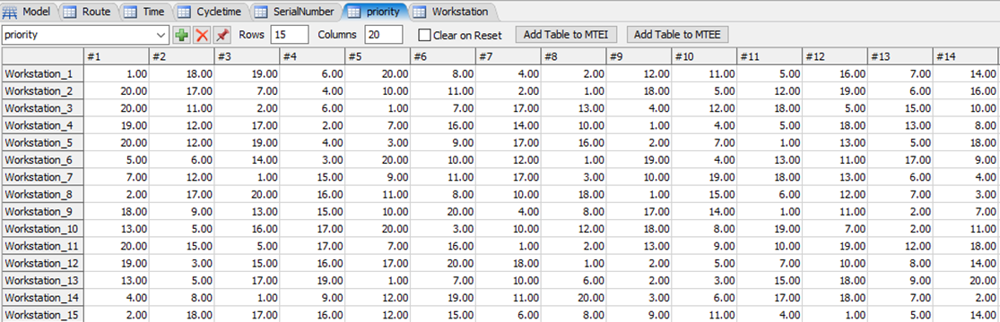 Model Route Time Cycletime SerialNumber priority Workstation
priority Rows 15 Columns 20 Clear on Reset Add Table to MTEI Add Table to MTEE
#1 #2 #3 #4 #5 #6 #7 #8 #9 #10 #11 #12 #13 #14
Workstation_1 1.00 18.00 19.00 6.00 20.00 8.00 4.00 2.00 12.00 11.00 5.00 16.00 7.00 14.00
Workstation_2 20.00 17.00 7.00 4.00 10.00 11.00 2.00 1.00 18.00 5.00 12.00 19.00 6.00 16.00
Workstation_3 20.00 11.00 2.00 6.00 1.00 7.00 17.00 13.00 4.00 12.00 18.00 5.00 15.00 10.00
Workstation_4 19.00 12.00 17.00 2.00 7.00 16.00 14.00 10.00 1.00 4.00 5.00 18.00 13.00 8.00
Workstation_5 20.00 12.00 19.00 4.00 3.00 9.00 17.00 16.00 2.00 7.00 1.00 13.00 5.00 18.00
Workstation_6 5.00 6.00 14.00 3.00 20.00 10.00 12.00 1.00 19.00 4.00 13.00 11.00 17.00 9.00
Workstation_7 7.00 12.00 1.00 15.00 9.00 11.00 17.00 3.00 10.00 19.00 18.00 13.00 6.00 4.00
Workstation_8 2.00 17.00 20.00 16.00 11.00 8.00 10.00 18.00 1.00 15.00 6.00 12.00 7.00 3.00
Workstation_9 18.00 9.00 13.00 15.00 10.00 20.00 4.00 8.00 17.00 14.00 1.00 11.00 2.00 7.00
Workstation_10 13.00 5.00 16.00 17.00 20.00 3.00 10.00 12.00 18.00 8.00 19.00 7.00 2.00 11.00
Workstation_11 20.00 15.00 5.00 17.00 7.00 16.00 1.00 2.00 13.00 9.00 10.00 19.00 12.00 18.00
Workstation_12 19.00 3.00 15.00 16.00 17.00 20.00 18.00 1.00 2.00 5.00 7.00 10.00 8.00 14.00
Workstation_13 13.00 5.00 17.00 19.00 1.00 7.00 10.00 6.00 2.00 3.00 15.00 18.00 9.00 20.00
Workstation_14 4.00 8.00 1.00 9.00 12.00 19.00 11.00 20.00 3.00 6.00 17.00 18.00 7.00 2.00
Workstation_15 2.00 18.00 17.00 16.00 12.00 15.00 6.00 8.00 9.00 11.00 4.00 1.00 5.00 14.00